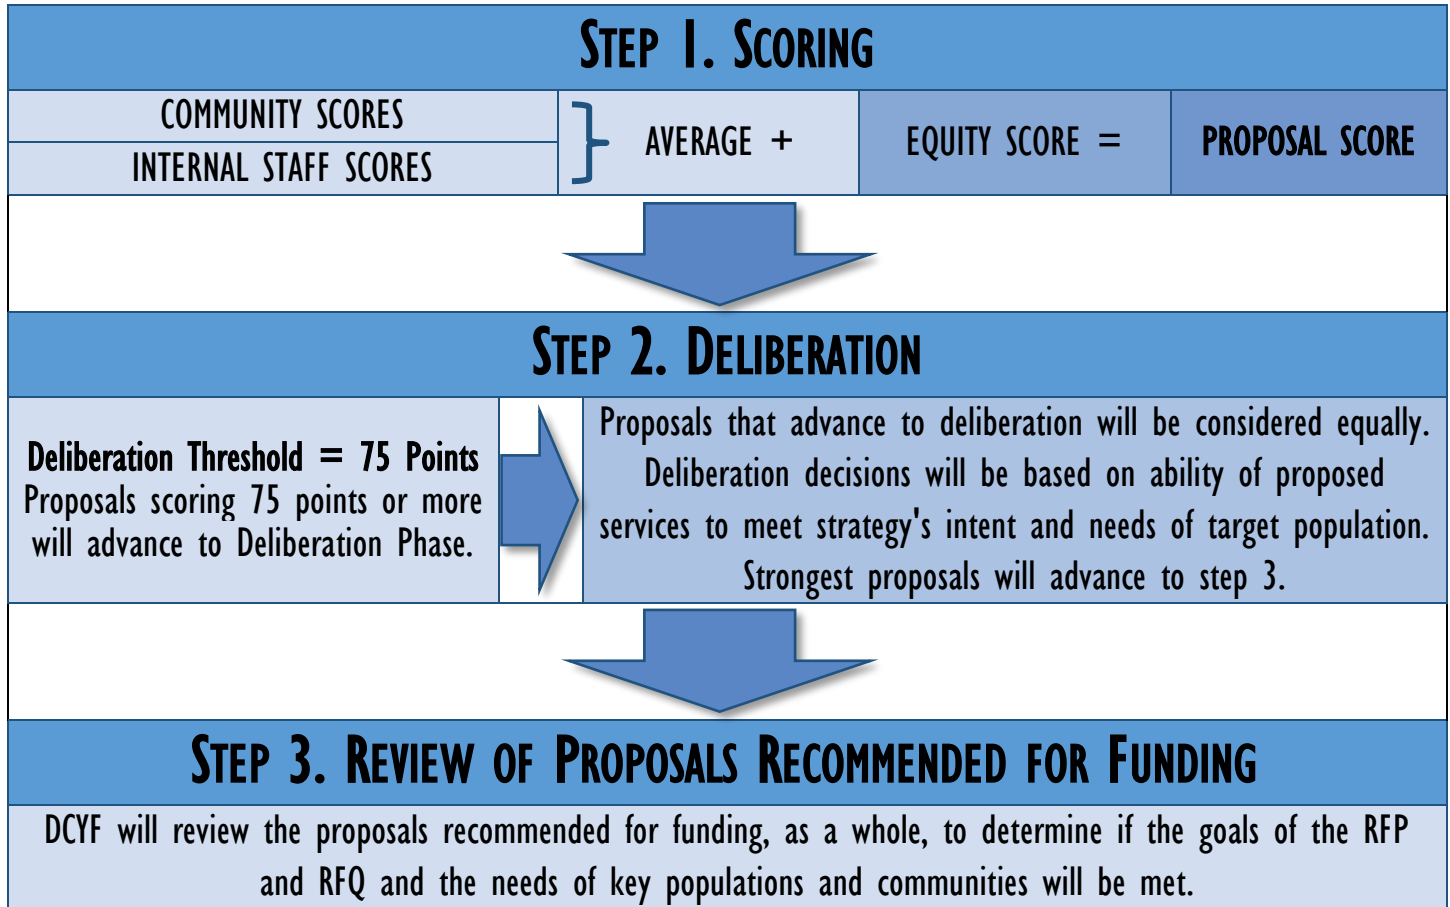 STEP 1. SCORING
COMMUNITY SCORES
INTERNAL STAFF SCORES
} AVERAGE +
EQUITY SCORE =
PROPOSAL SCORE
STEP 2. DELIBERATION
Deliberation Threshold = 75 Points
Proposals scoring 75 points or more
will advance to Deliberation Phase.
Proposals that advance to deliberation will be considered equally.
Deliberation decisions will be based on ability of proposed
services to meet strategy's intent and needs of target population.
Strongest proposals will advance to step 3.
STEP 3. REVIEW OF PROPOSALS RECOMMENDED FOR FUNDING
DCYF will review the proposals recommended for funding, as a whole, to determine if the goals of the RFP
and RFQ and the needs of key populations and communities will be met.